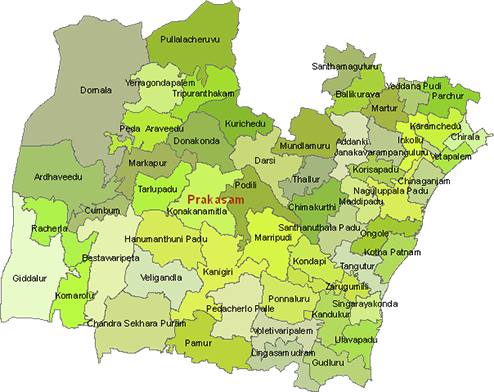 Pullalacheruvu
Santhamaguluru
Dornala
Yerragondapalem
Tripuranthakam
Ballikurava
Yeddana Pudi
Parchur
Martur
Kurichedu
Karamchedu
Peda Araveedu
Donakonda
Mundlamuru
Addanki
Inkollu
Chirala
Janakavarampanguluru
Vetapalem
Markapur
Darsi
Korisapadu
Ardhaveedu
Thallur
Chinaganjam
Tarlupadu
Podili
Naguluppala Padu
Maddipadu
Prakasam
Chimakurthi
Cumbum
Konakanamitla
Racherla
Santhanuthala Padu
Ongole
Hanumanthuni Padu
Marripudi
Kotha Patnam
Bestawaripeta
Kondapi
Tangutur
Giddalur
Veligandla
Kanigiri
Zarugumilli
Komarolu
Ponnaluru
Singarayakonda
Pedacherlo Palle
Kandukur
Chandra Sekhara Puram
Voletivaripalem
Ulavapadu
Pamur
Lingasamudram
Gudluru